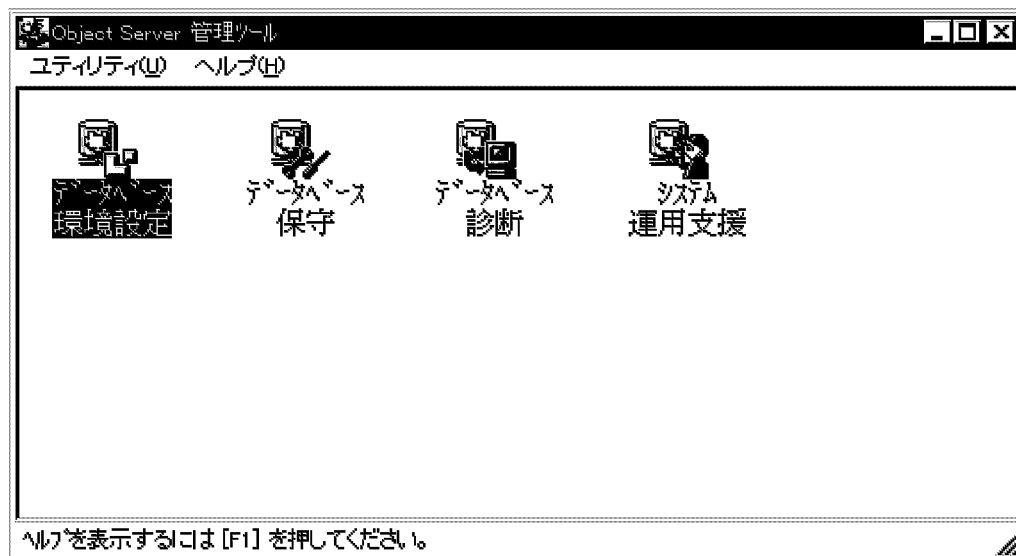 Object Server 管理ツール
ユティリティ(U) ヘルプ(H)
ﾃﾞｰﾀﾍﾞｰｽ ﾃﾞｰﾀﾍﾞｰｽ ﾃﾞｰﾀﾍﾞｰｽ ｼｽﾃﾑ
環境設定 保守 診断 運用支援
ヘルプを表示するには [F1] を押してください。